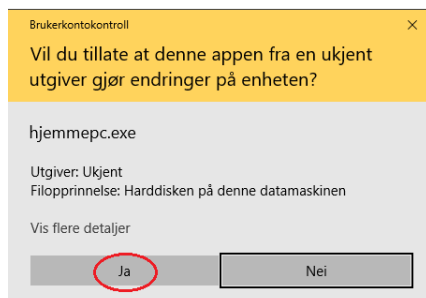 Brukerkontokontroll
Vil du tillate at denne appen fra en ukjent
utgiver gjør endringer på enheten?
hjemmepc.exe
Utgiver: Ukjent
Filopprinnelse: Harddisken på denne datamaskinen
Vis flere detaljer
Ja
Nei